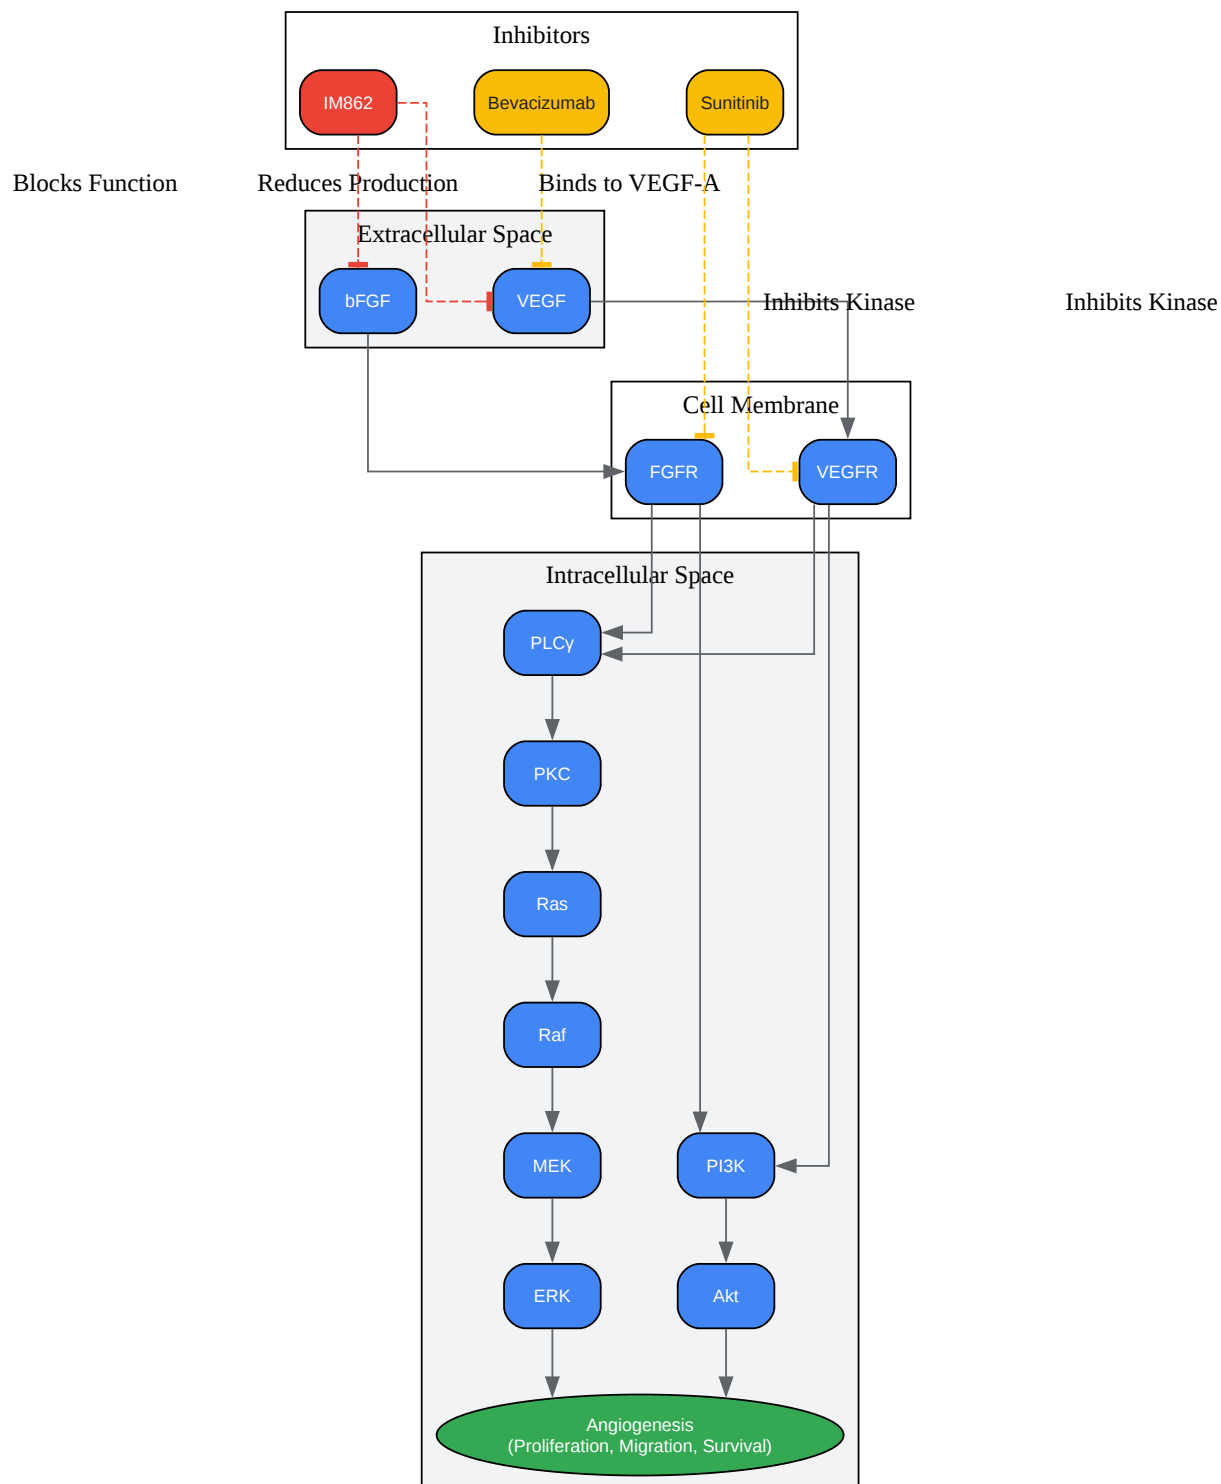 Inhibitors
IM862
Bevacizumab
Sunitinib
Blocks Function
Reduces Production
Binds to VEGF-A
Extracellular Space
bFGF
VEGF
Inhibits Kinase
Inhibits Kinase
Cell Membrane
FGFR
VEGFR
Intracellular Space
PLCγ
PKC
Ras
Raf
MEK
PI3K
ERK
Akt
Angiogenesis
(Proliferation, Migration, Survival)